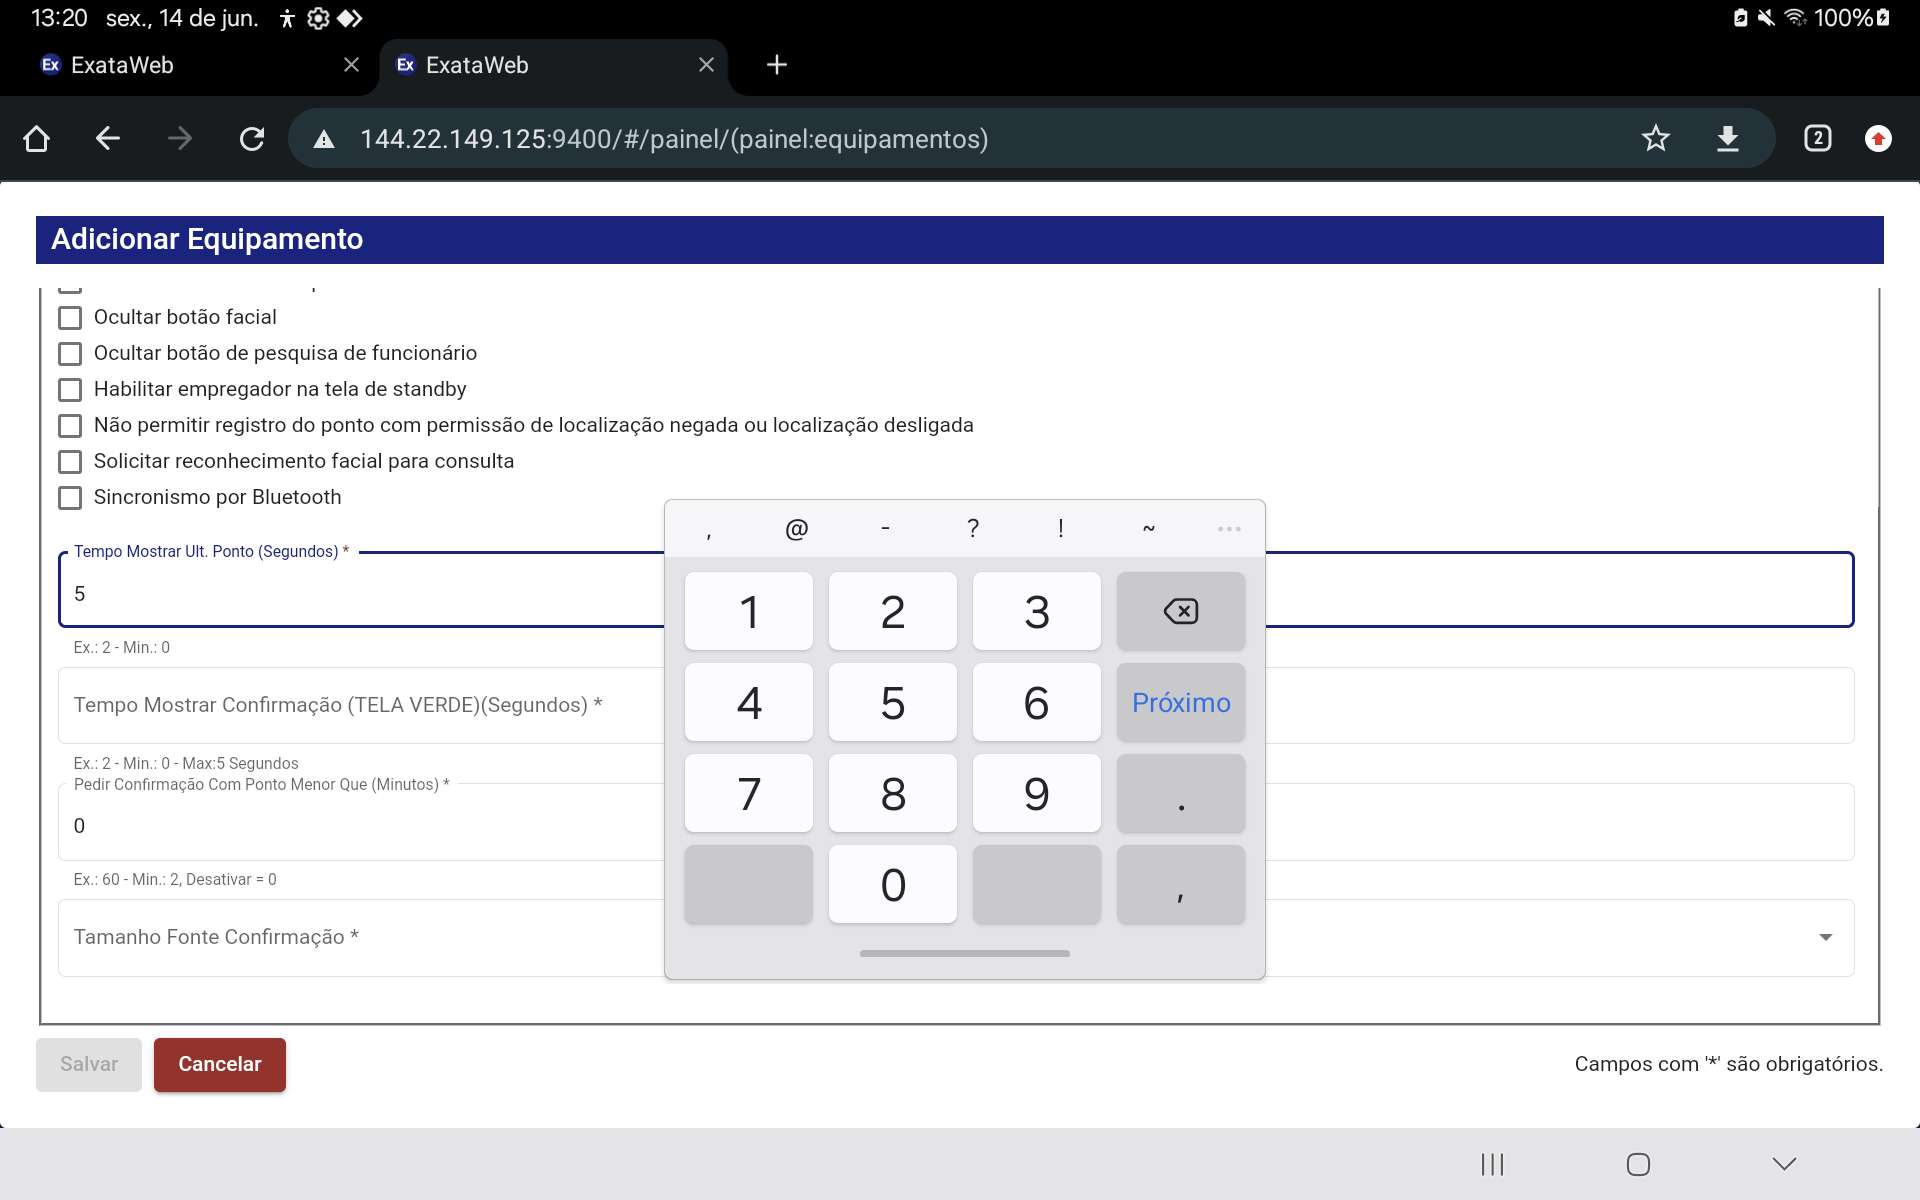 13:20 sex., 14 de jun. 100%
Ex ExataWeb
Ex ExataWeb
144.22.149.125:9400/#/painel/(painel:equipamentos)
2
Adicionar Equipamento
Ocultar botão facial
Ocultar botão de pesquisa de funcionário
Habilitar empregador na tela de standby
Não permitir registro do ponto com permissão de localização negada ou localização desligada
Solicitar reconhecimento facial para consulta
Sincronismo por Bluetooth
Tempo Mostrar Ult. Ponto (Segundos) *
5
Ex.: 2 - Min.: 0
Tempo Mostrar Confirmação (TELA VERDE)(Segundos) *
Ex.: 2 - Min.: 0 - Max:5 Segundos
Pedir Confirmação Com Ponto Menor Que (Minutos) *
0
Ex.: 60 - Min.: 2, Desativar = 0
Tamanho Fonte Confirmação *
, @ - ? ! ~ ...
1 2 3
4 5 6 Próximo
7 8 9 .
0 ,
Salvar
Cancelar
Campos com '*' são obrigatórios.